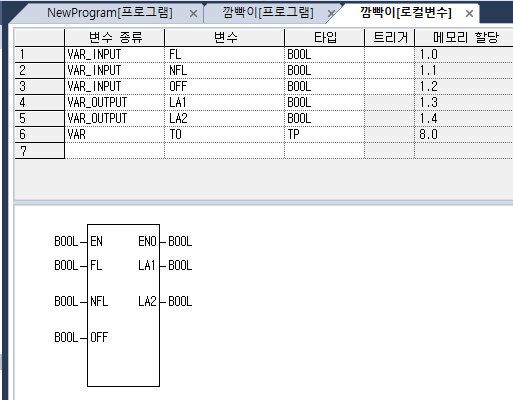 NewProgram[프로그램] × 깜빡이[프로그램] × 깜빡이[로컬변수] ×
변수 종류 변수 타입 트리거 메모리 할당
1 VAR_INPUT FL BOOL 1.0
2 VAR_INPUT NFL BOOL 1.1
3 VAR_INPUT OFF BOOL 1.2
4 VAR_OUTPUT LA1 BOOL 1.3
5 VAR_OUTPUT LA2 BOOL 1.4
6 VAR T0 TP 8.0
7
BOOL EN ENO BOOL
BOOL FL LA1 BOOL
BOOL NFL LA2 BOOL
BOOL OFF